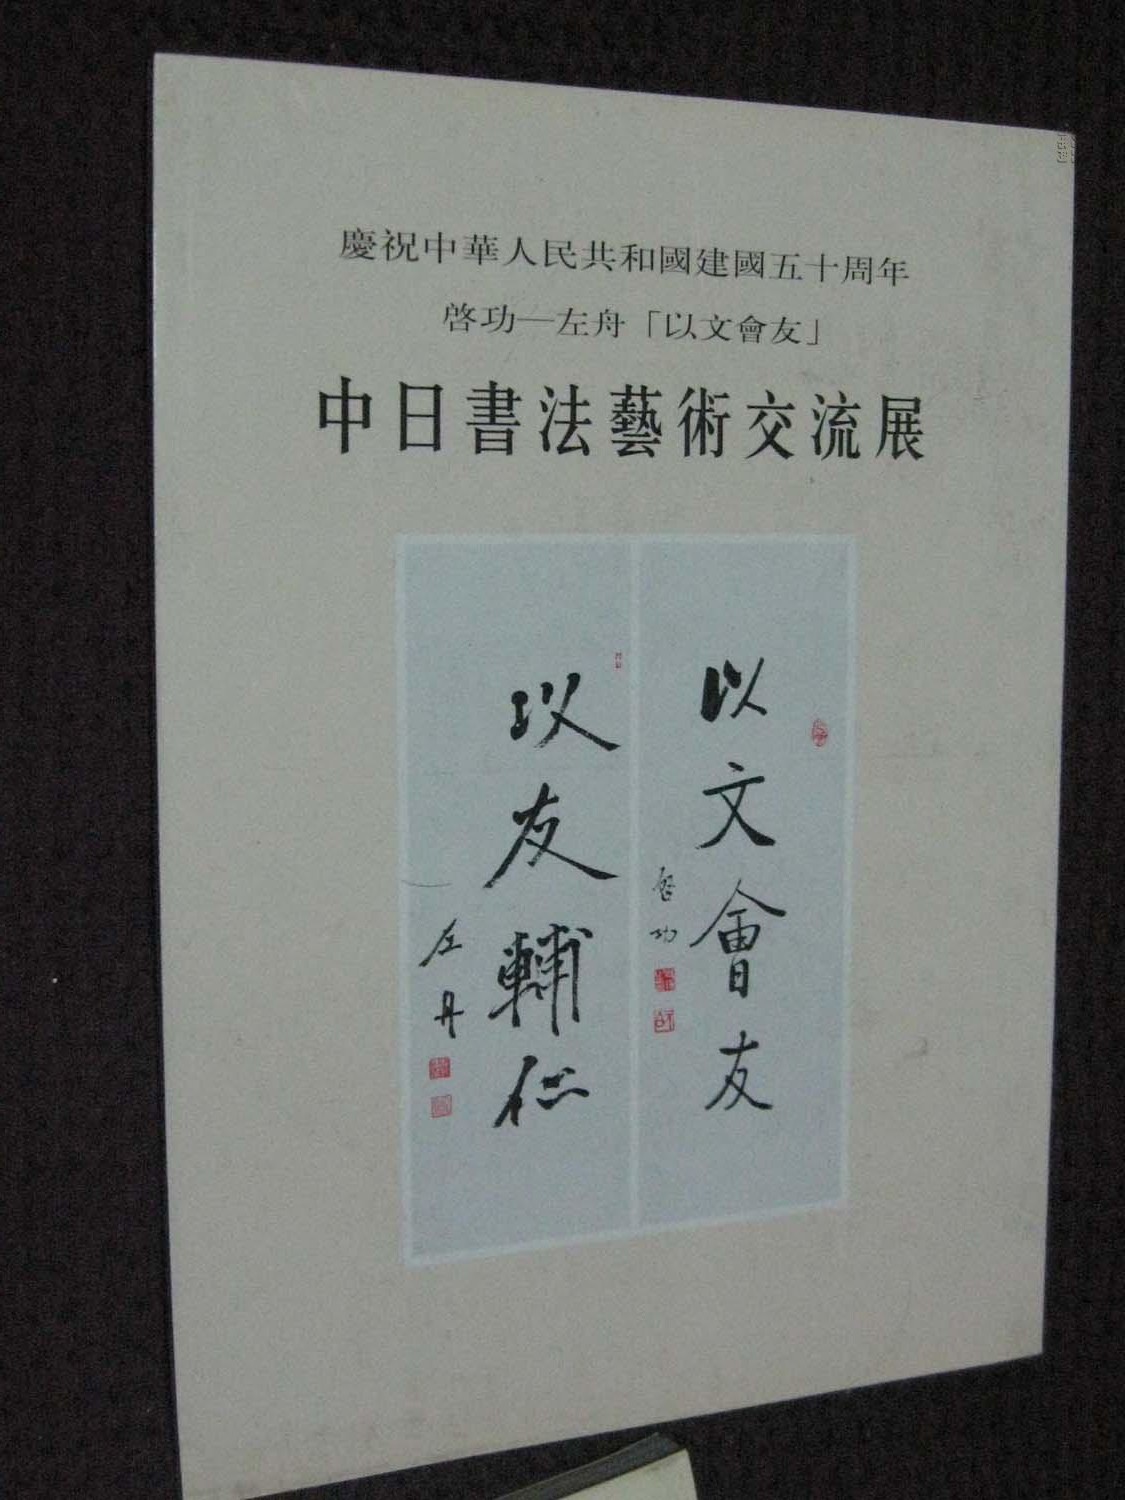 慶祝中華人民共和國建國五十周年
啓功—左舟「以文會友」
中日書法藝術交流展
以文會友
啓功
以友輔仁
左舟